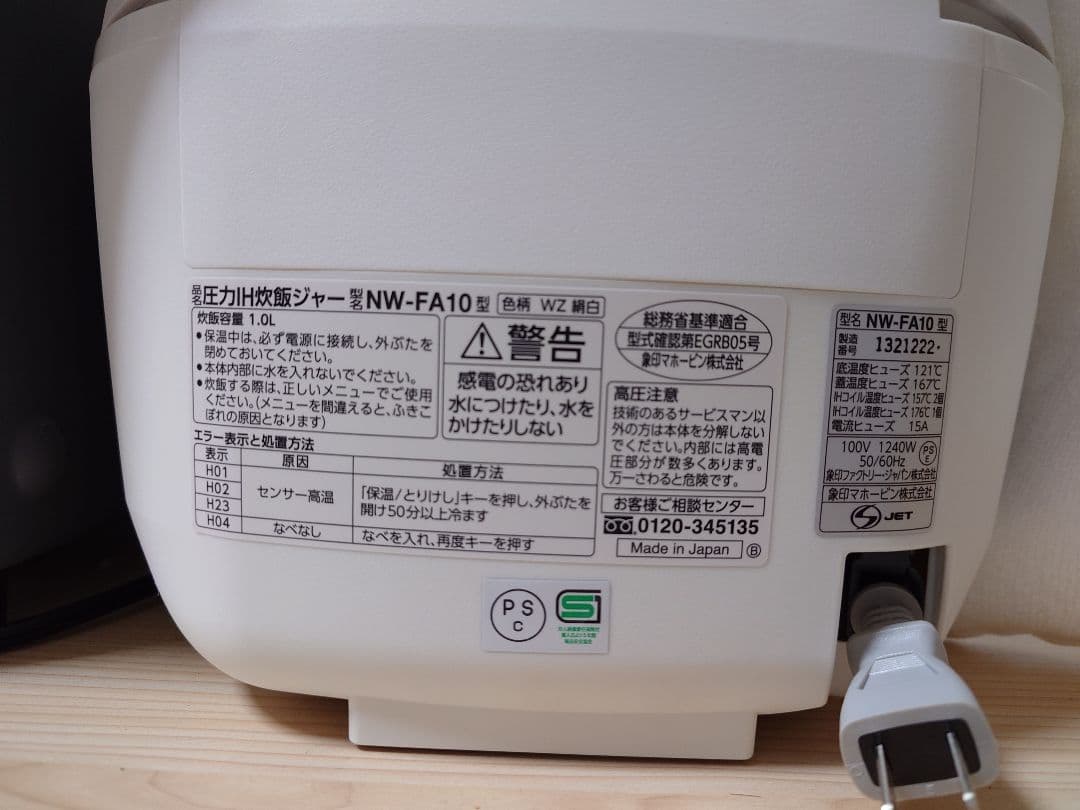 品名 圧力IH炊飯ジャー 型名 NW-FA10 型 色柄 WZ 絹白
炊飯容量 1.0L
•保温中は、必ず電源に接続し、外ぶたを
閉めておいてください。
•本体内部に水を入れないでください。
•炊飯する際は、正しいメニューでご使用
ください。(メニューを間違えると、ふきこ
ぼれの原因となります)
警告
感電の恐れあり
水につけたり、水を
かけたりしない
エラー表示と処置方法
表示 原因 処置方法
H01
H02
H23
センサー高温
「保温/とりけし」キーを押し、外ぶたを
開け50分以上冷ます
H04 なべなし なべを入れ、再度キーを押す
総務省基準適合
型式確認第EGRB05号
象印マホービン株式会社
高圧注意
技術のあるサービスマン以
外の方は本体を分解しない
でください。内部には高電
圧部分が数多くあります。
万一さわると危険です。
お客様ご相談センター
0120-345135
Made in Japan Ⓑ
型名 NW-FA10 型
製造番号 1321222・
底温度ヒューズ 121℃
蓋温度ヒューズ 167℃
IHコイル温度ヒューズ 157℃ 2個
IHコイル温度ヒューズ 176℃ 1個
電流ヒューズ 15A
100V 1240W
50/60Hz
PS
E
象印ファクトリー・ジャパン株式会社
象印マホービン株式会社
JET
PS
C